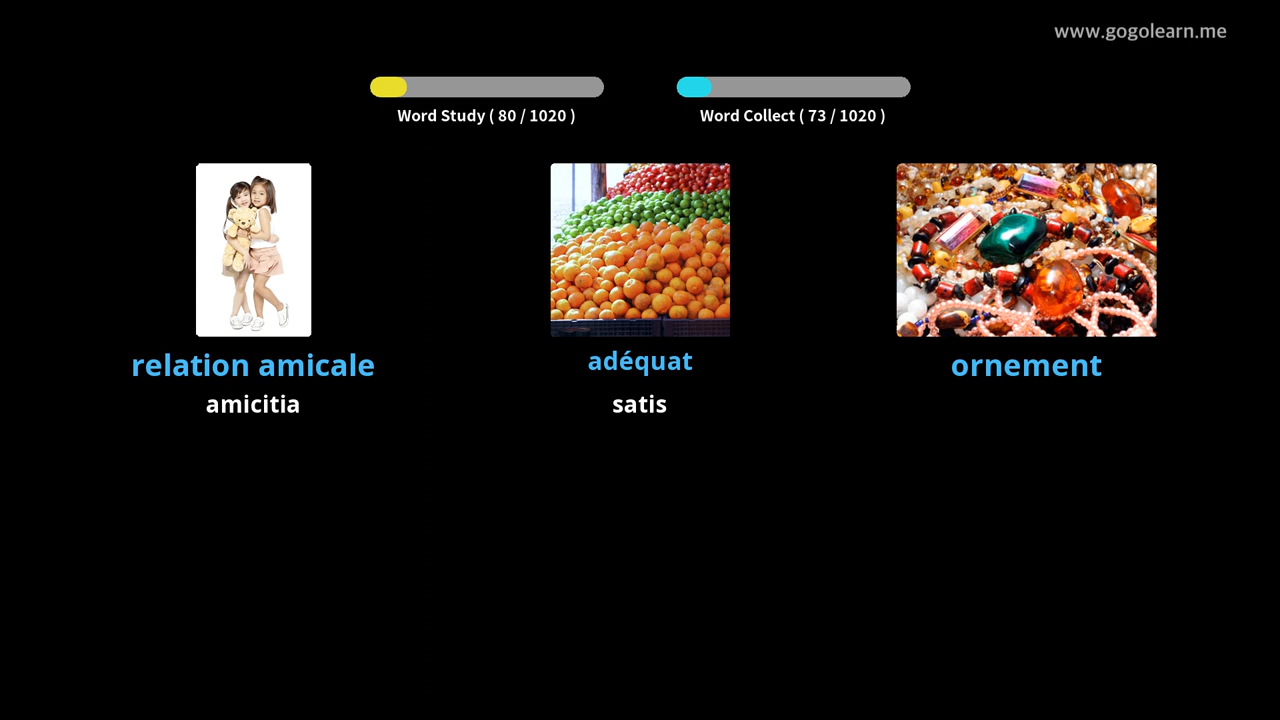 www.gogolearn.me
Word Study ( 80 / 1020 )
Word Collect ( 73 / 1020 )
relation amicale
amicitia
adéquat
satis
ornement